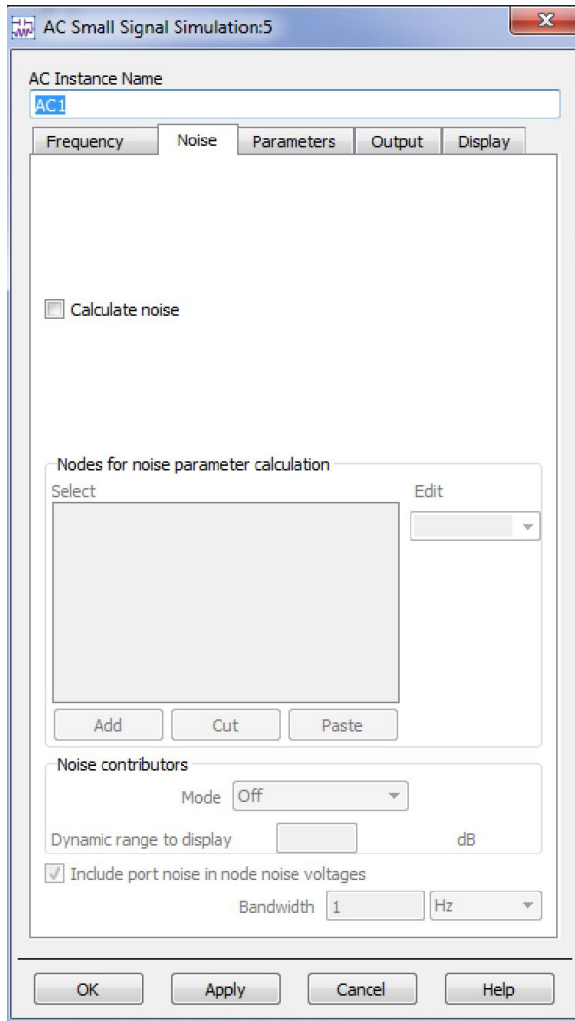 AC Small Signal Simulation:5
AC Instance Name
AC1
Frequency Noise Parameters Output Display
Calculate noise
Nodes for noise parameter calculation
Select Edit
Add Cut Paste
Noise contributors
Mode Off
Dynamic range to display dB
Include port noise in node noise voltages
Bandwidth 1 Hz
OK Apply Cancel Help